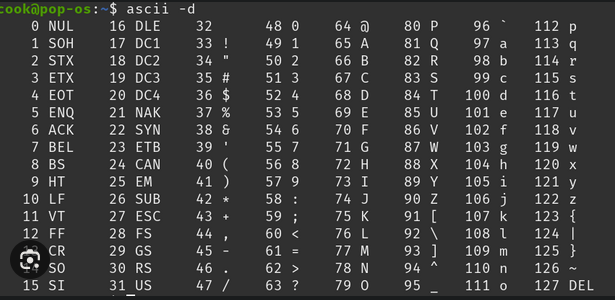 cook@pop-os:~$ ascii -d
0 NUL 16 DLE 32 48 0 64 @ 80 P 96 ` 112 p
1 SOH 17 DC1 33 ! 49 1 65 A 81 Q 97 a 113 q
2 STX 18 DC2 34 " 50 2 66 B 82 R 98 b 114 r
3 ETX 19 DC3 35 # 51 3 67 C 83 S 99 c 115 s
4 EOT 20 DC4 36 $ 52 4 68 D 84 T 100 d 116 t
5 ENQ 21 NAK 37 % 53 5 69 E 85 U 101 e 117 u
6 ACK 22 SYN 38 & 54 6 70 F 86 V 102 f 118 v
7 BEL 23 ETB 39 ' 55 7 71 G 87 W 103 g 119 w
8 BS 24 CAN 40 ( 56 8 72 H 88 X 104 h 120 x
9 HT 25 EM 41 ) 57 9 73 I 89 Y 105 i 121 y
10 LF 26 SUB 42 * 58 : 74 J 90 Z 106 j 122 z
11 VT 27 ESC 43 + 59 ; 75 K 91 [ 107 k 123 {
12 FF 28 FS 44 , 60 < 76 L 92 \ 108 l 124 |
CR 29 GS 45 - 61 = 77 M 93 ] 109 m 125 }
SO 30 RS 46 . 62 > 78 N 94 ^ 110 n 126 ~
15 SI 31 US 47 / 63 ? 79 O 95 _ 111 o 127 DEL